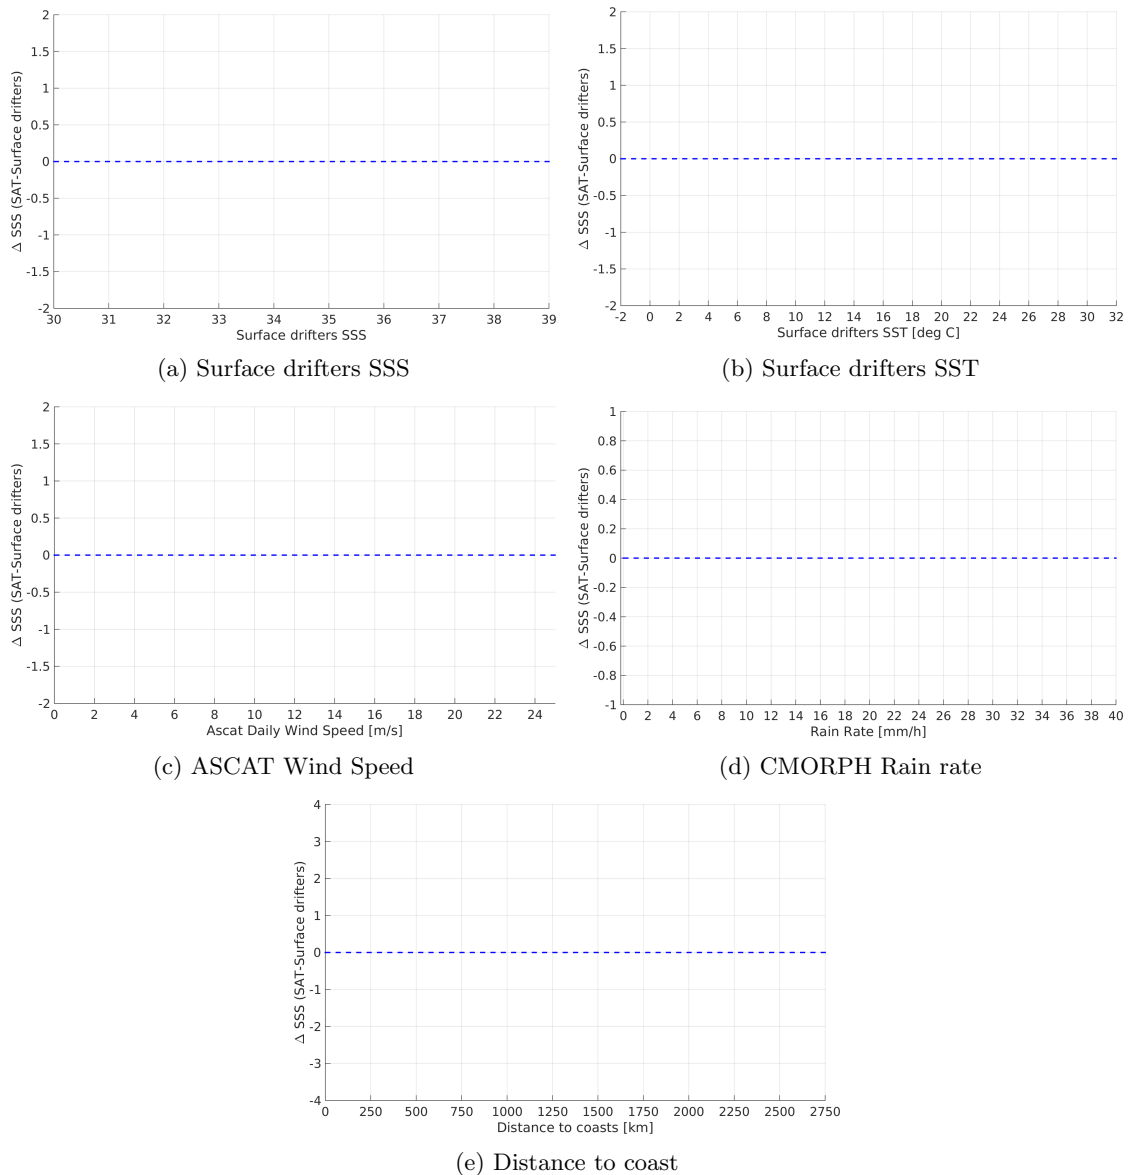 2
1.5
1
0.5
0
-0.5
-1
-1.5
-2
Δ SSS (SAT-Surface drifters)
30 31 32 33 34 35 36 37 38 39
Surface drifters SSS
(a) Surface drifters SSS
2
1.5
1
0.5
0
-0.5
-1
-1.5
-2
Δ SSS (SAT-Surface drifters)
-2 0 2 4 6 8 10 12 14 16 18 20 22 24 26 28 30 32
Surface drifters SST [deg C]
(b) Surface drifters SST
2
1.5
1
0.5
0
-0.5
-1
-1.5
-2
Δ SSS (SAT-Surface drifters)
0 2 4 6 8 10 12 14 16 18 20 22 24
Ascat Daily Wind Speed [m/s]
(c) ASCAT Wind Speed
1
0.8
0.6
0.4
0.2
0
-0.2
-0.4
-0.6
-0.8
-1
Δ SSS (SAT-Surface drifters)
0 2 4 6 8 10 12 14 16 18 20 22 24 26 28 30 32 34 36 38 40
Rain Rate [mm/h]
(d) CMORPH Rain rate
4
3
2
1
0
-1
-2
-3
-4
Δ SSS (SAT-Surface drifters)
0 250 500 750 1000 1250 1500 1750 2000 2250 2500 2750
Distance to coasts [km]
(e) Distance to coast